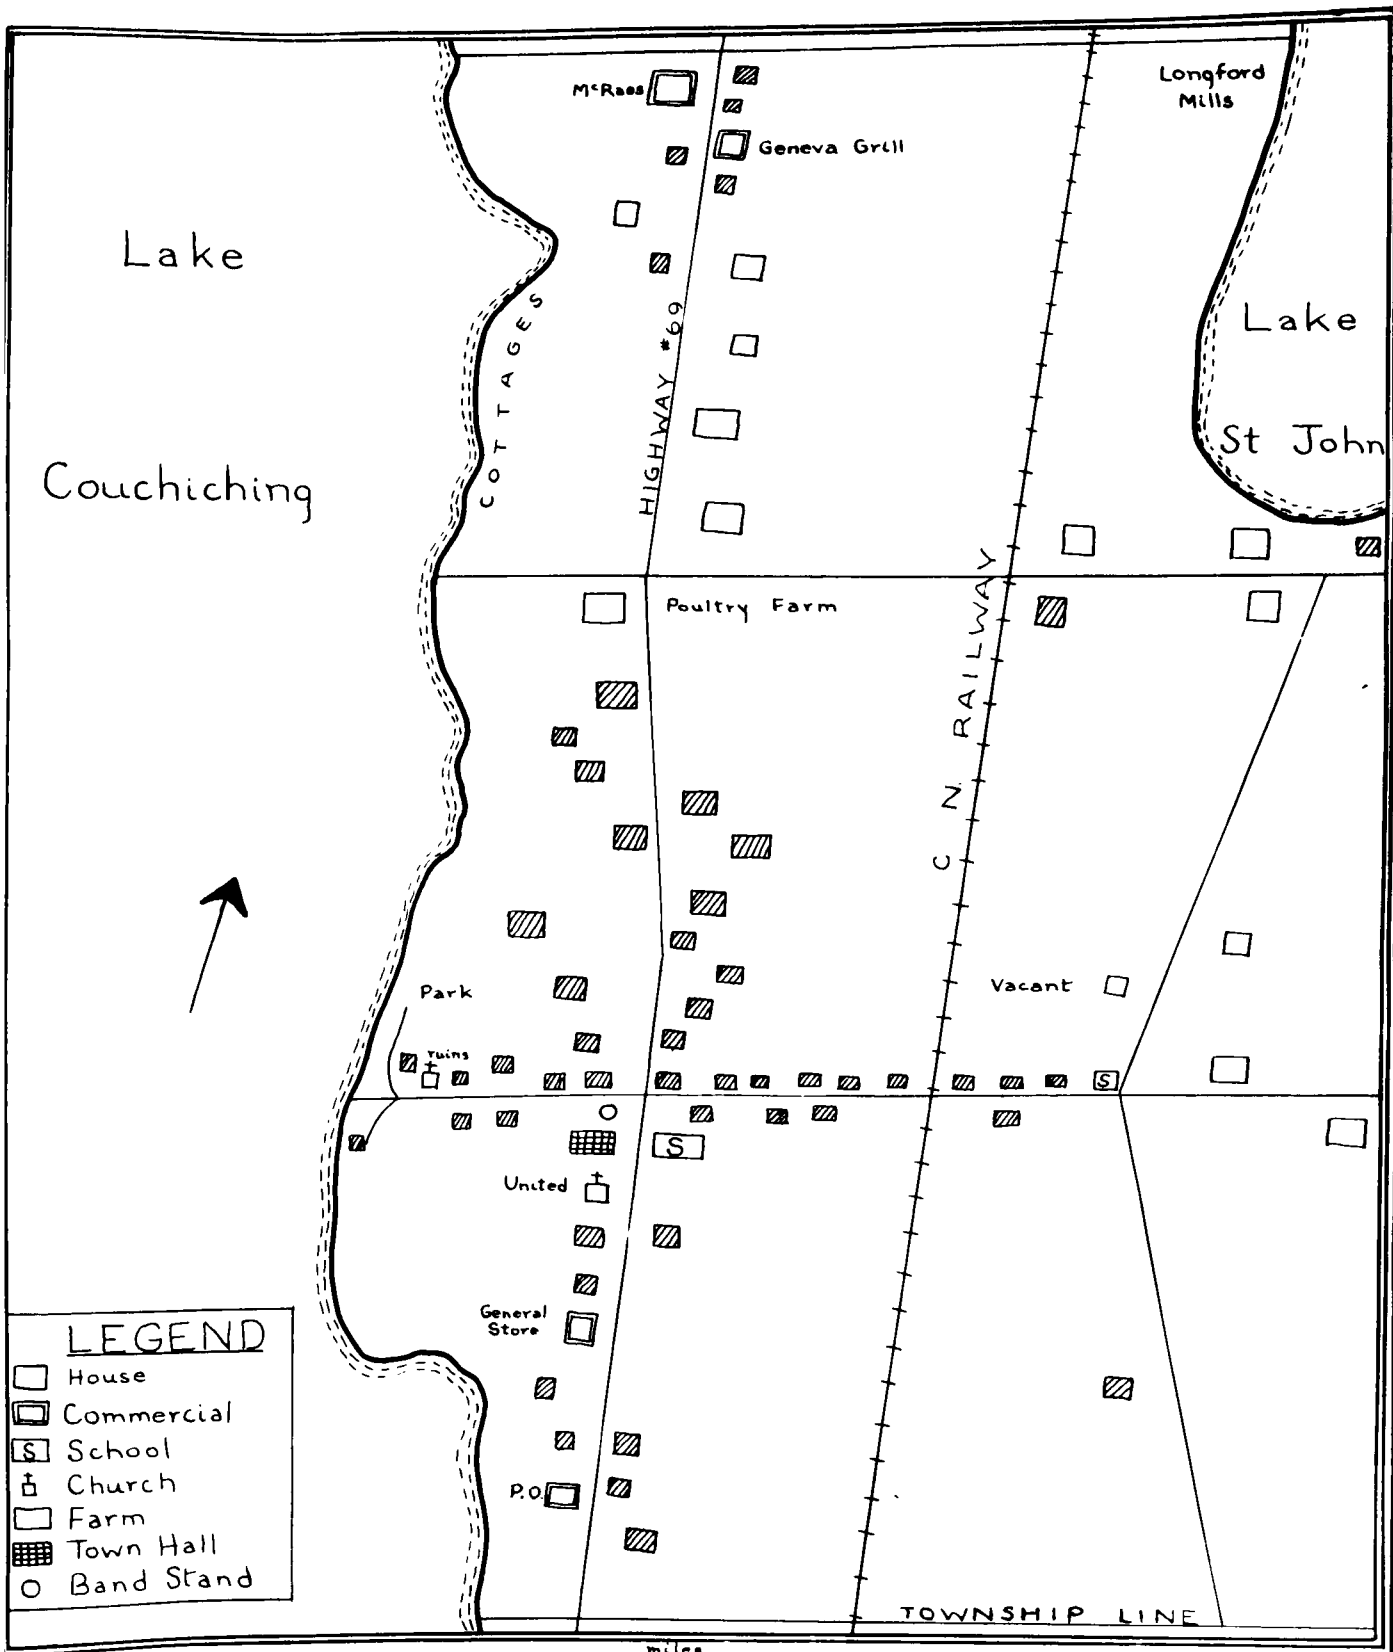 McRaes
Geneva Grill
Longford
Mills
Lake
Couchiching
COTTAGES
HIGHWAY #69
Lake
St John
Poultry Farm
C N. RAILWAY
Park
ruins
Vacant
S
S
United
General
Store
P.O.
TOWNSHIP LINE
LEGEND
House
Commercial
S School
Church
Farm
Town Hall
Band Stand
miles